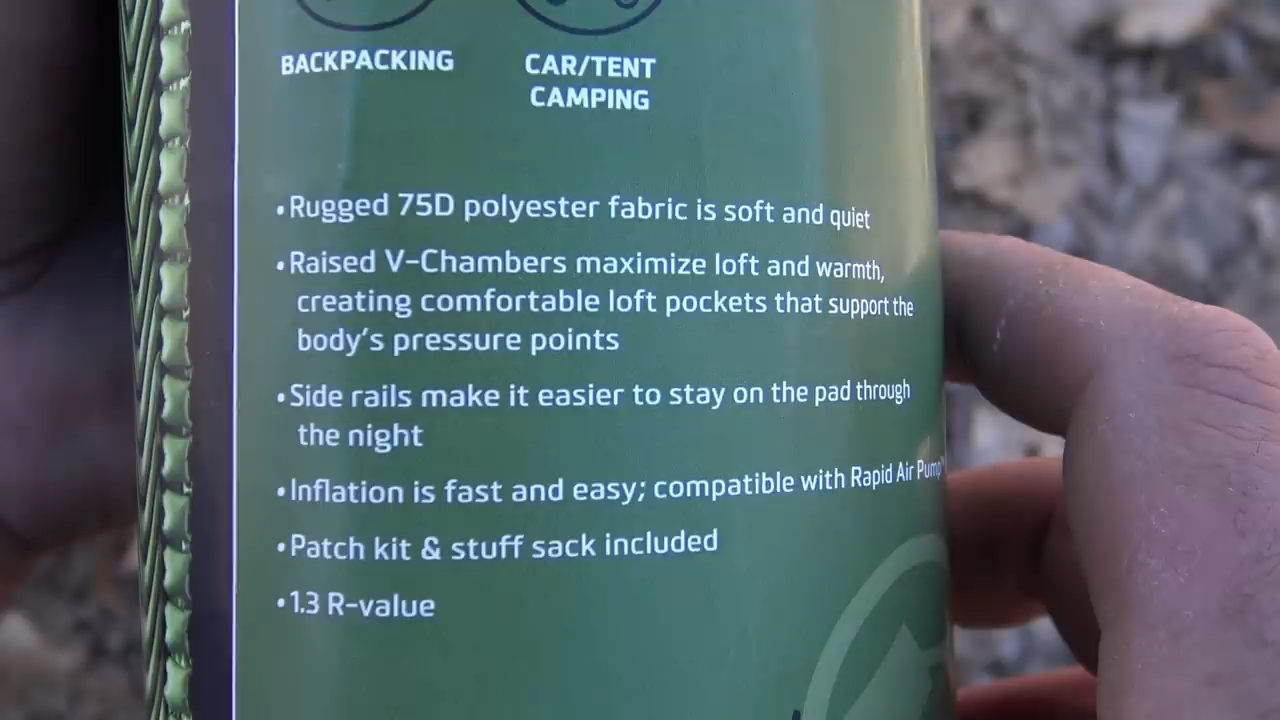 BACKPACKING
CAR/TENT
CAMPING
•Rugged 75D polyester fabric is soft and quiet
•Raised V-Chambers maximize loft and warmth,
creating comfortable loft pockets that support the
body's pressure points
•Side rails make it easier to stay on the pad through
the night
•Inflation is fast and easy; compatible with Rapid Air Pump™
•Patch kit & stuff sack included
•1.3 R-value